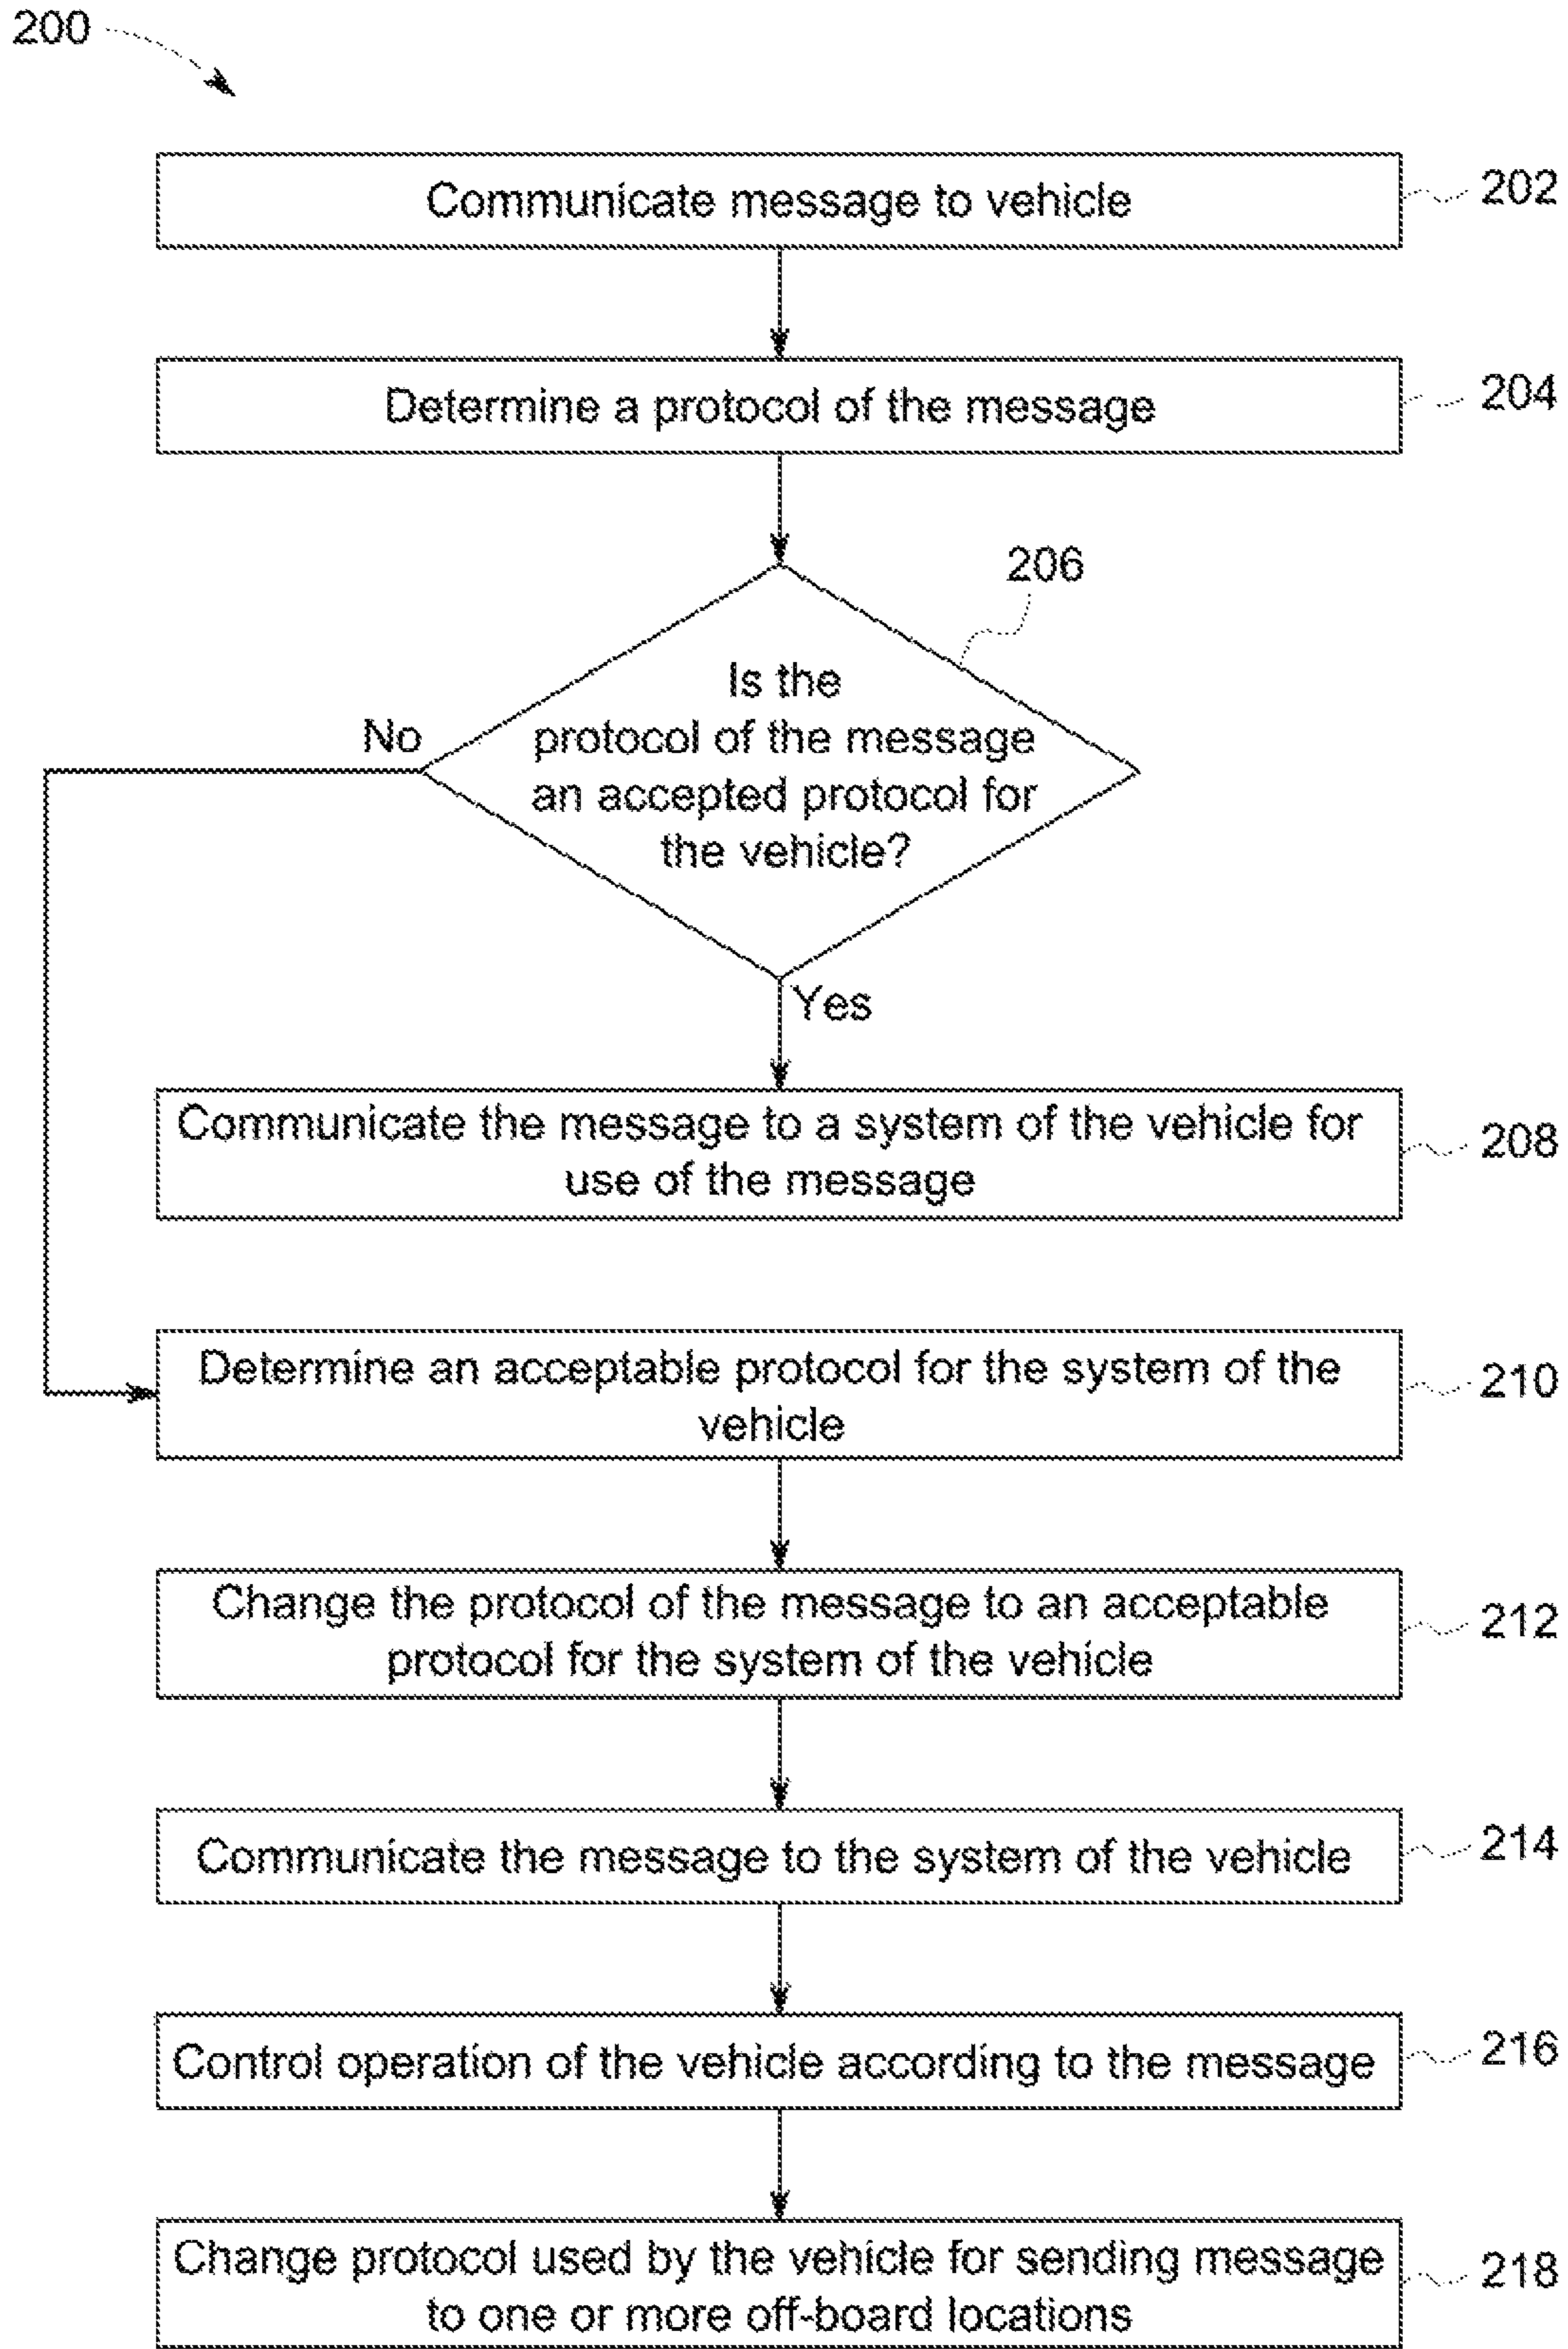 200
Communicate message to vehicle
202
Determine a protocol of the message
204
206
Is the
protocol of the message
an accepted protocol for
the vehicle?
No
Yes
Communicate the message to a system of the vehicle for
use of the message
208
Determine an acceptable protocol for the system of the
vehicle
210
Change the protocol of the message to an acceptable
protocol for the system of the vehicle
212
Communicate the message to the system of the vehicle
214
Control operation of the vehicle according to the message
216
Change protocol used by the vehicle for sending message
to one or more off-board locations
218